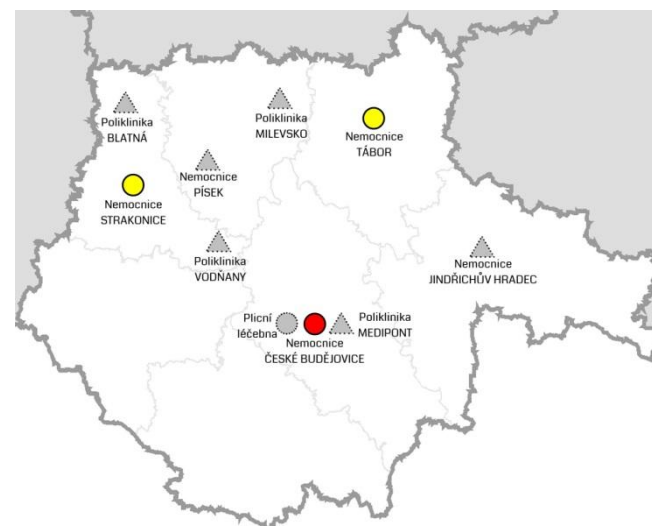 Poliklinika
BLATNÁ
Poliklinika
MILEVSKO
Nemocnice
TÁBOR
Nemocnice
PÍSEK
Nemocnice
STRAKONICE
Poliklinika
VODŇANY
Nemocnice
JINDŘICHŮV HRADEC
Plicní
léčebna
Poliklinika
MEDIPONT
Nemocnice
ČESKÉ BUDĚJOVICE